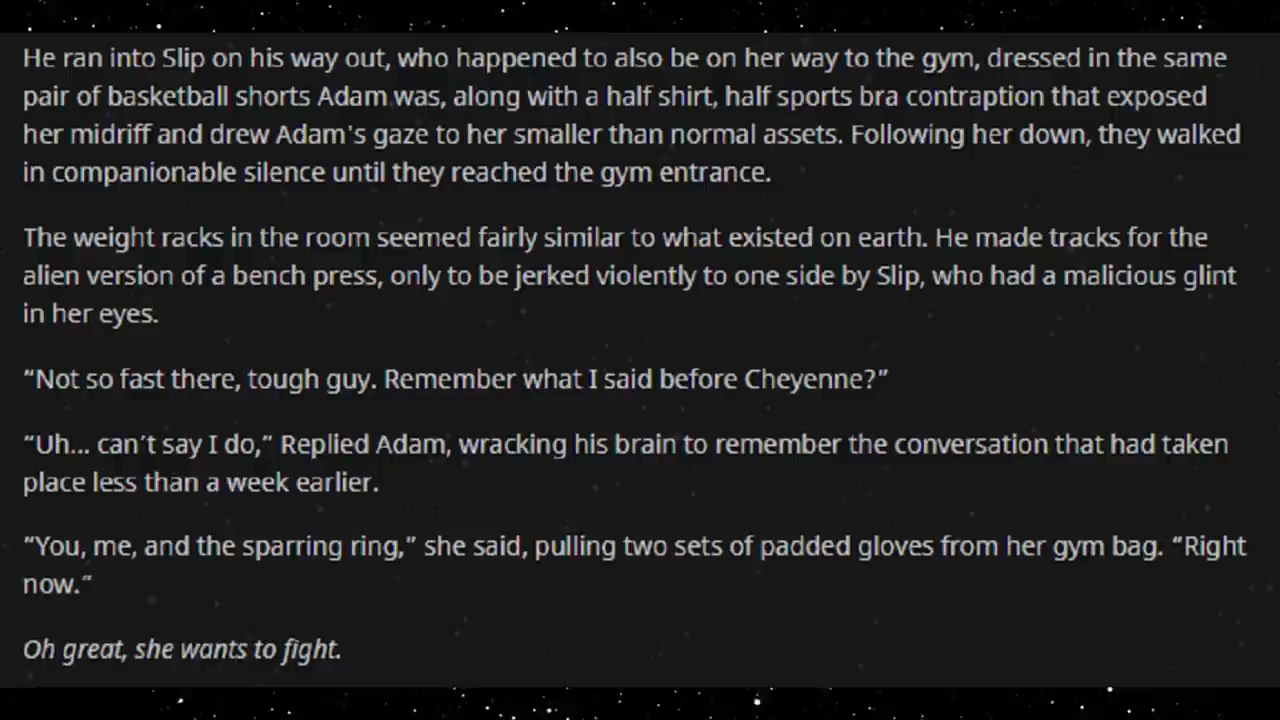 He ran into Slip on his way out, who happened to also be on her way to the gym, dressed in the same
pair of basketball shorts Adam was, along with a half shirt, half sports bra contraption that exposed
her midriff and drew Adam's gaze to her smaller than normal assets. Following her down, they walked
in companionable silence until they reached the gym entrance.
The weight racks in the room seemed fairly similar to what existed on earth. He made tracks for the
alien version of a bench press, only to be jerked violently to one side by Slip, who had a malicious glint
in her eyes.
“Not so fast there, tough guy. Remember what I said before Cheyenne?”
“Uh... can’t say I do,” Replied Adam, wracking his brain to remember the conversation that had taken
place less than a week earlier.
“You, me, and the sparring ring,” she said, pulling two sets of padded gloves from her gym bag. “Right
now.”
Oh great, she wants to fight.